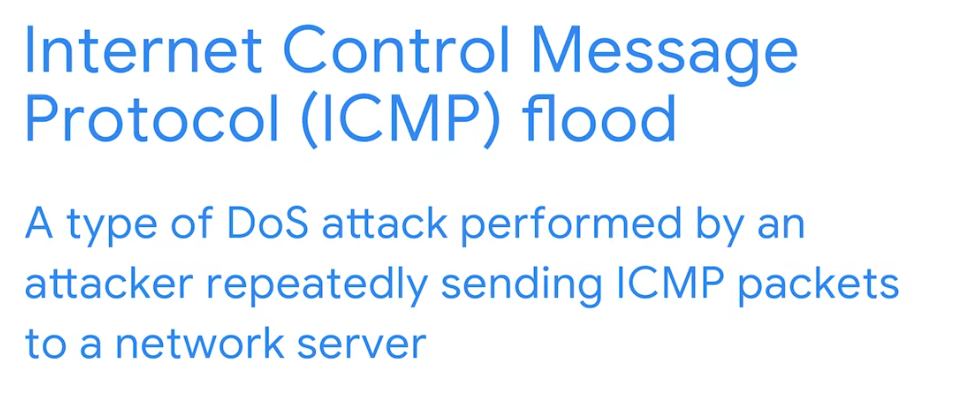 Internet Control Message
Protocol (ICMP) flood
A type of DoS attack performed by an
attacker repeatedly sending ICMP packets
to a network server